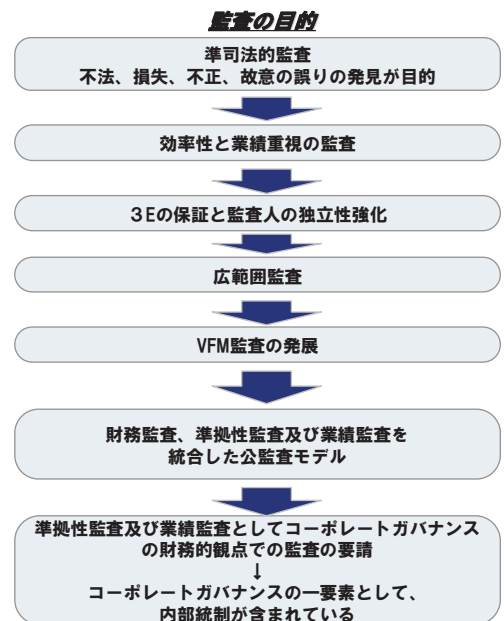 監査の目的
準司法的監査
不法、損失、不正、故意の誤りの発見が目的
効率性と業績重視の監査
３Eの保証と監査人の独立性強化
広範囲監査
VFM監査の発展
財務監査、準拠性監査及び業績監査を
統合した公監査モデル
準拠性監査及び業績監査としてコーポレートガバナンス
の財務的観点での監査の要請
↓
コーポレートガバナンスの一要素として、
内部統制が含まれている